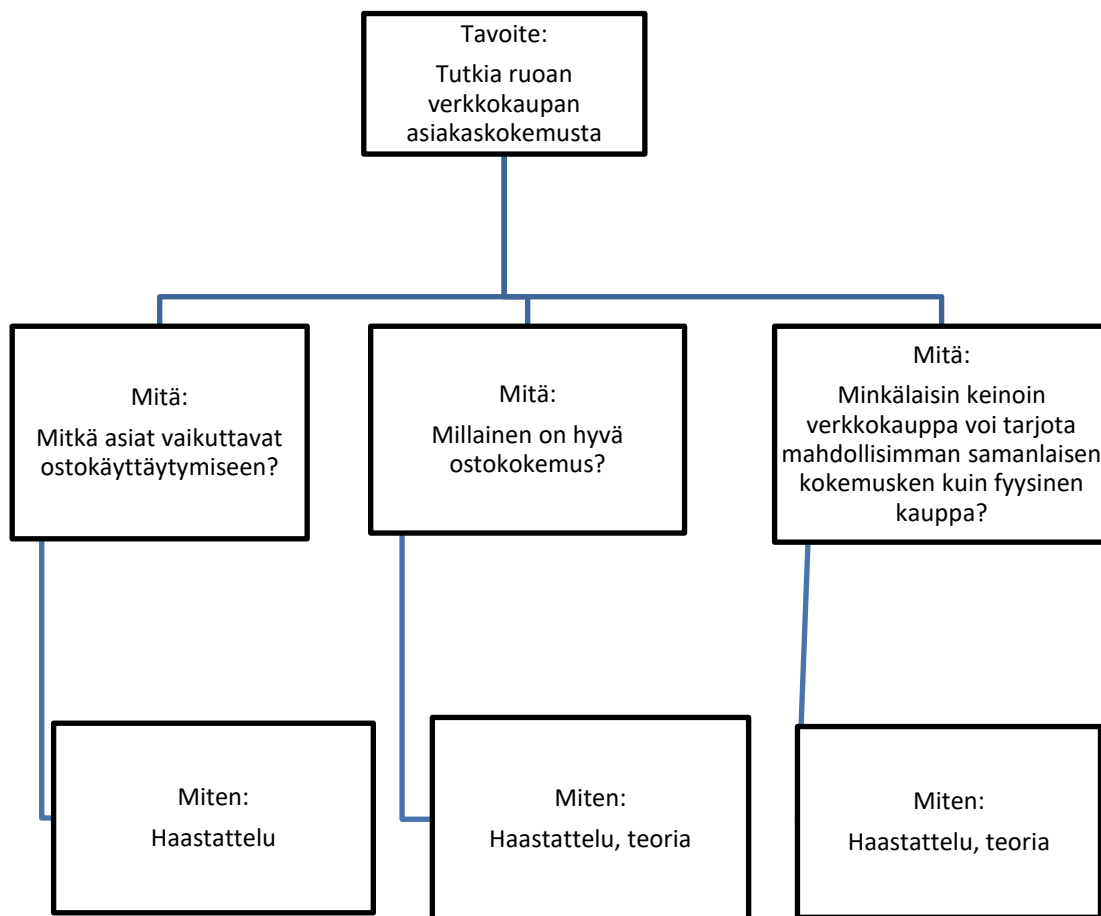 Tavoite:
Tutkia ruoan
verkkokaupan
asiakaskokemusta
Mitä:
Mitkä asiat vaikuttavat
ostokäyttäytymiseen?
Mitä:
Millainen on hyvä
ostokokemus?
Mitä:
Minkälaisin keinoin
verkkokauppa voi tarjota
mahdollisimman samanlaisen
kokemusken kuin fyysinen
kauppa?
Miten:
Haastattelu
Miten:
Haastattelu, teoria
Miten:
Haastattelu, teoria